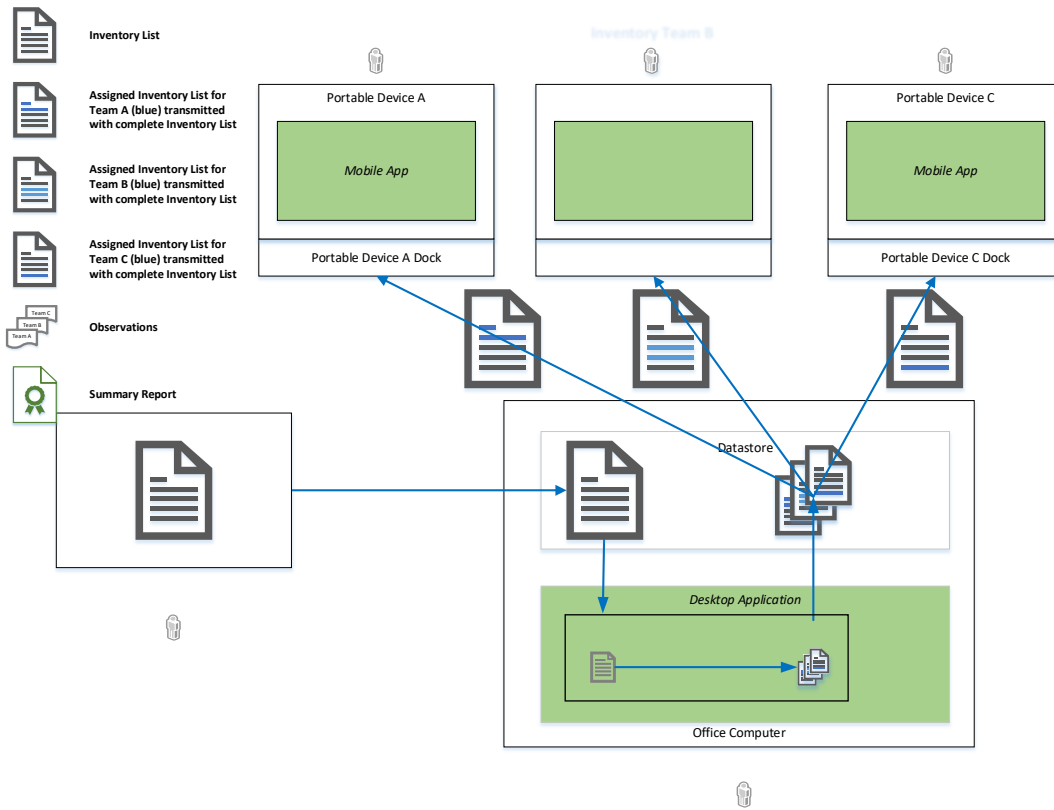 Inventory List
Assigned Inventory List for
Team A (blue) transmitted
with complete Inventory List
Assigned Inventory List for
Team B (blue) transmitted
with complete Inventory List
Assigned Inventory List for
Team C (blue) transmitted
with complete Inventory List
Team C
Team B
Team A
Observations
Summary Report
Inventory Team B
Portable Device A
Mobile App
Portable Device A Dock
Portable Device C
Mobile App
Portable Device C Dock
Datastore
Desktop Application
Office Computer